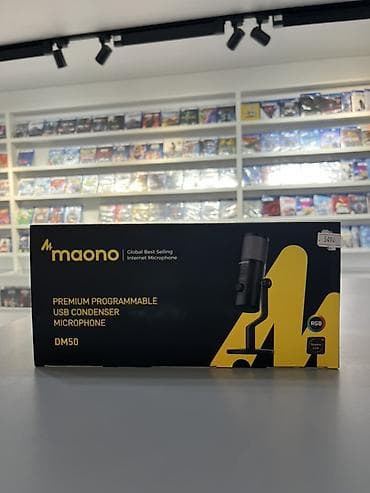 maono
Global Best Selling
Internet Microphone
PREMIUM PROGRAMMABLE
USB CONDENSER
MICROPHONE
DM50
RGB